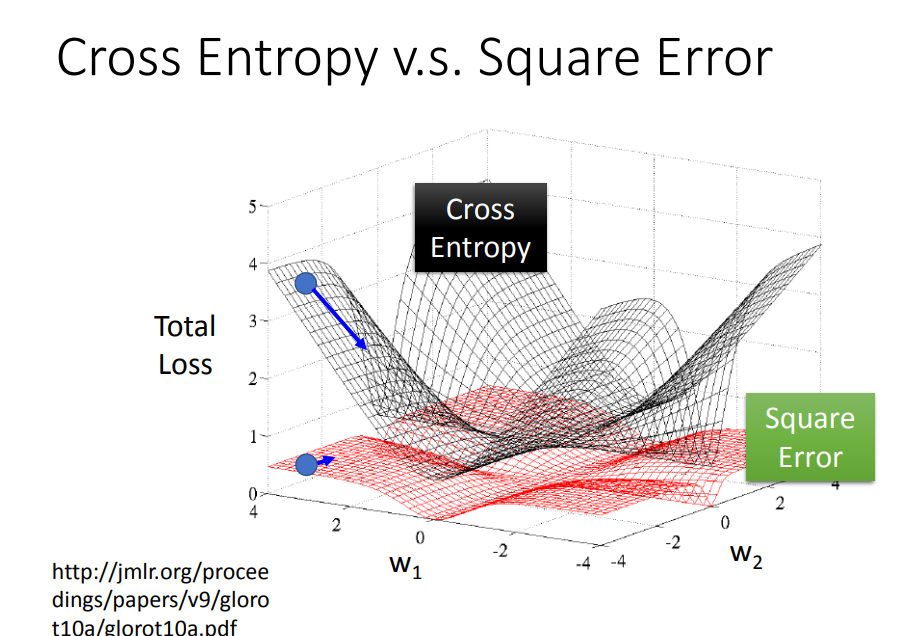 Cross Entropy v.s. Square Error
Cross
Entropy
5
4
3
2
1
0
Total
Loss
Square
Error
4
2
0
-2
-4
w1
-4
-2
0
2
4
w2
http://jmlr.org/procee
dings/papers/v9/gloro
t10a/glorot10a.pdf